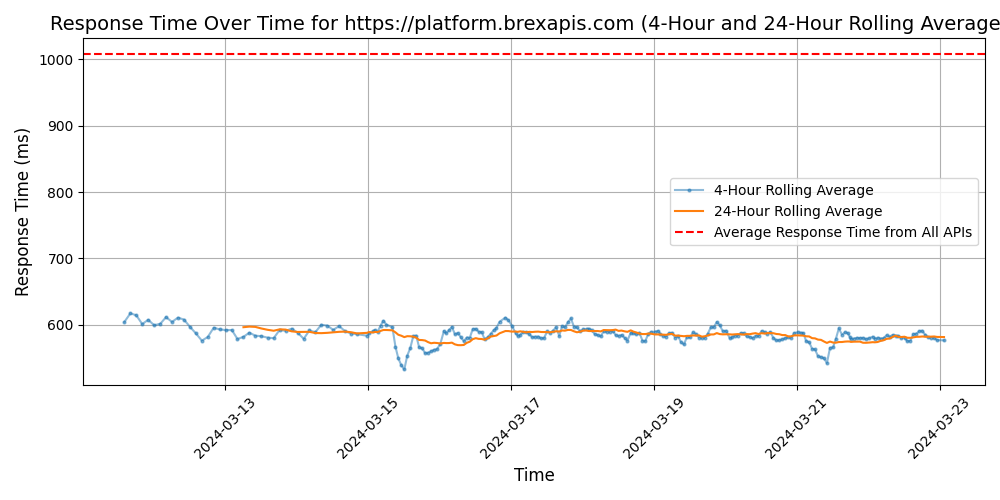 Response Time Over Time for https://platform.brexapis.com (4-Hour and 24-Hour Rolling Average
Response Time (ms)
1000
900
800
700
600
4-Hour Rolling Average
24-Hour Rolling Average
Average Response Time from All APIs
2024-03-13
2024-03-15
2024-03-17
2024-03-19
2024-03-21
2024-03-23
Time